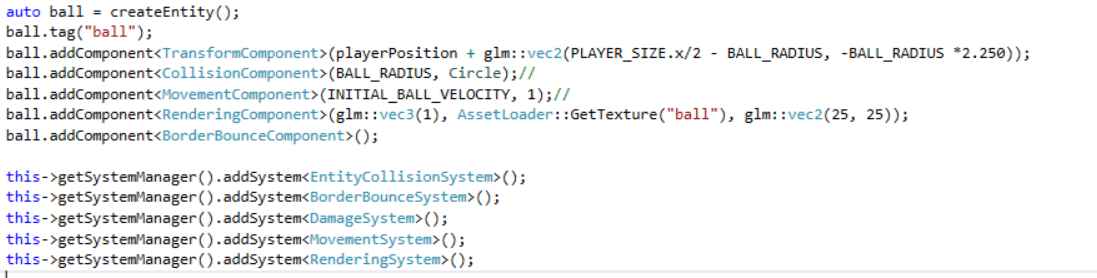 auto ball = createEntity();
ball.tag("ball");
ball.addComponent<TransformComponent>(playerPosition + glm::vec2(PLAYER_SIZE.x/2 - BALL_RADIUS, -BALL_RADIUS *2.250));
ball.addComponent<CollisionComponent>(BALL_RADIUS, Circle);//
ball.addComponent<MovementComponent>(INITIAL_BALL_VELOCITY, 1);//
ball.addComponent<RenderingComponent>(glm::vec3(1), AssetLoader::GetTexture("ball"), glm::vec2(25, 25));
ball.addComponent<BorderBounceComponent>();
this->getSystemManager().addSystem<EntityCollisionSystem>();
this->getSystemManager().addSystem<BorderBounceSystem>();
this->getSystemManager().addSystem<DamageSystem>();
this->getSystemManager().addSystem<MovementSystem>();
this->getSystemManager().addSystem<RenderingSystem>();